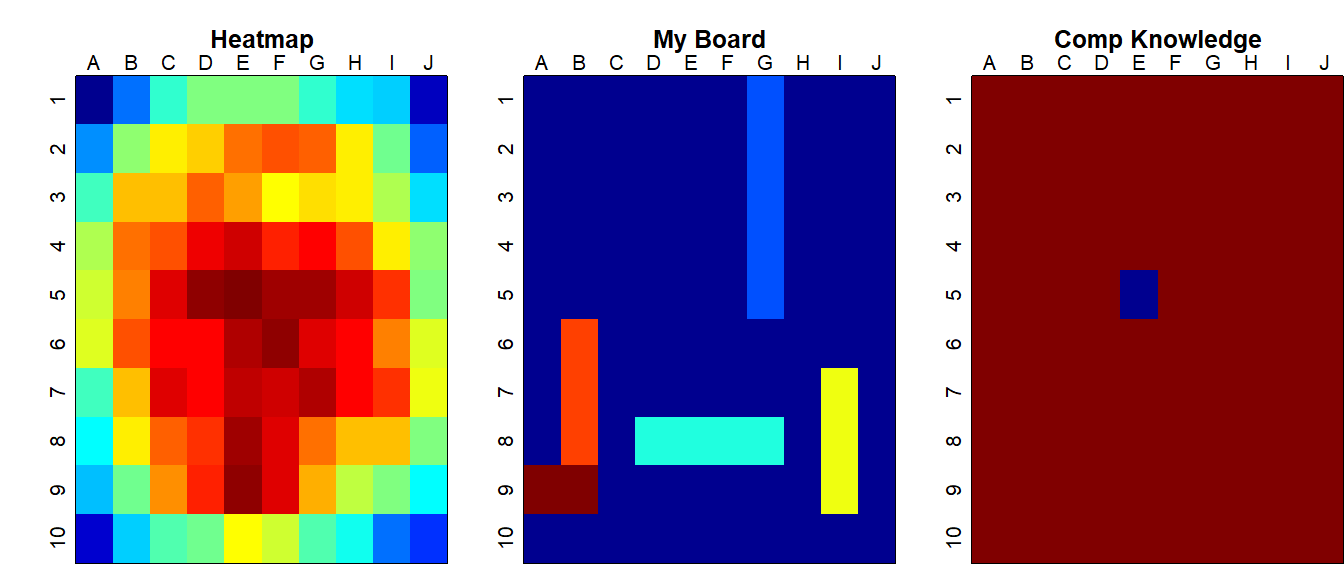 Heatmap My Board Comp Knowledge
A B C D E F G H I J A B C D E F G H I J A B C D E F G H I J
1 1 1
2 2 2
3 3 3
4 4 4
5 5 5
6 6 6
7 7 7
8 8 8
9 9 9
10 10 10